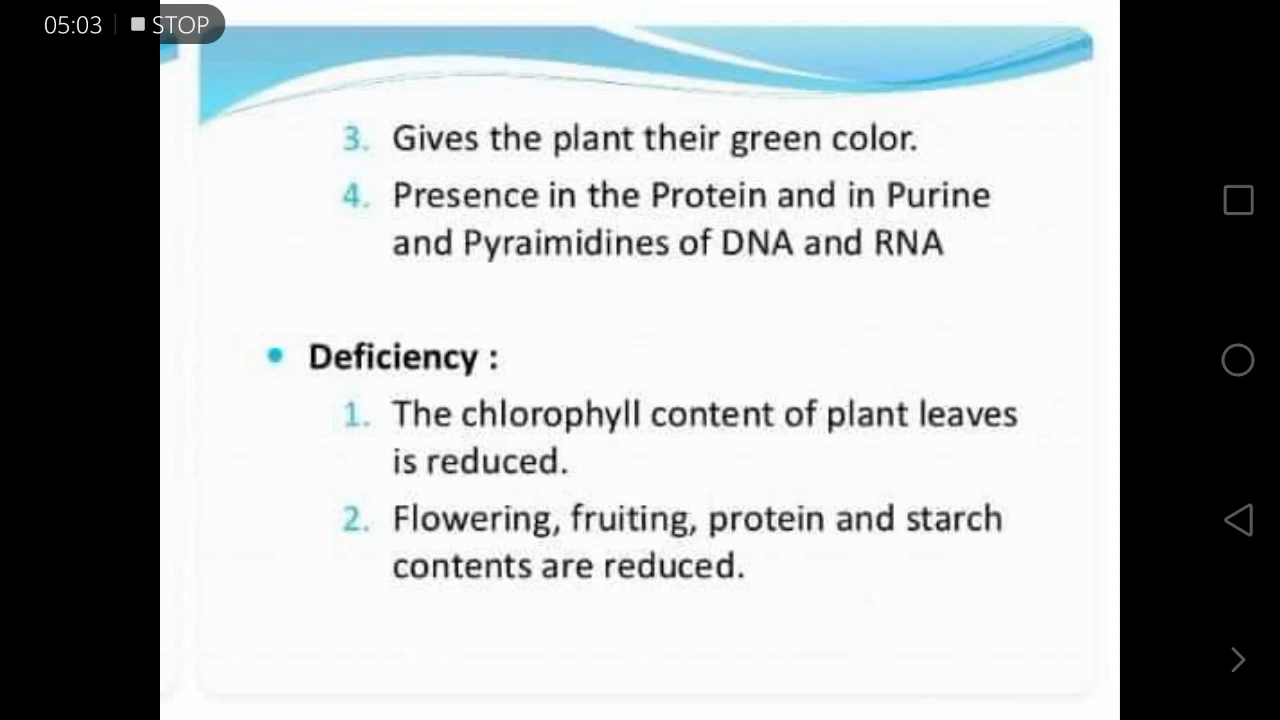 05:03 STOP
3. Gives the plant their green color.
4. Presence in the Protein and in Purine
and Pyraimidines of DNA and RNA
• Deficiency :
1. The chlorophyll content of plant leaves
is reduced.
2. Flowering, fruiting, protein and starch
contents are reduced.